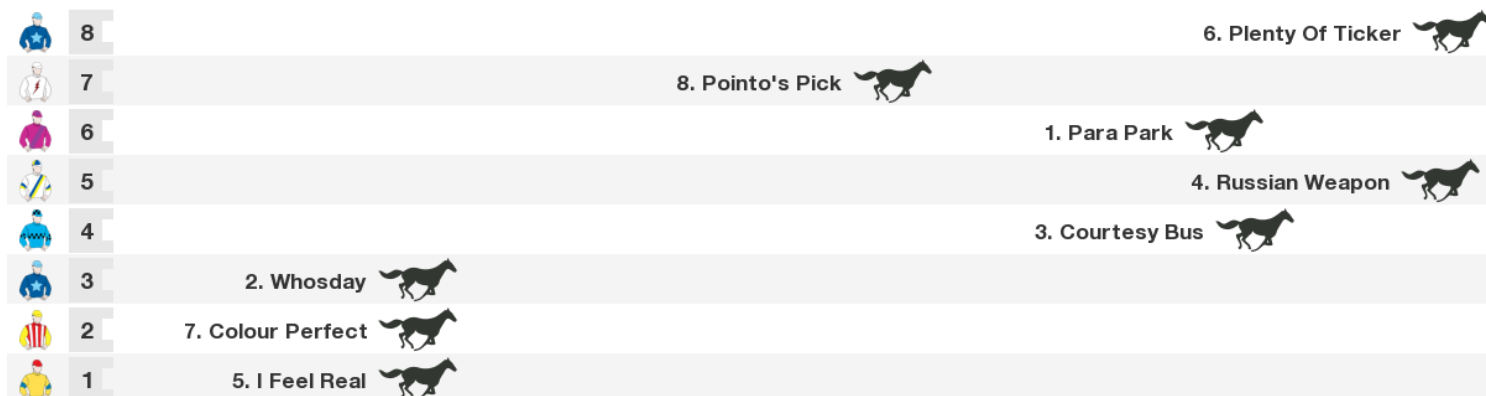 8 6. Plenty Of Ticker
7 8. Pointo's Pick
6 1. Para Park
5 4. Russian Weapon
4 3. Courtesy Bus
3 2. Whosday
2 7. Colour Perfect
1 5. I Feel Real